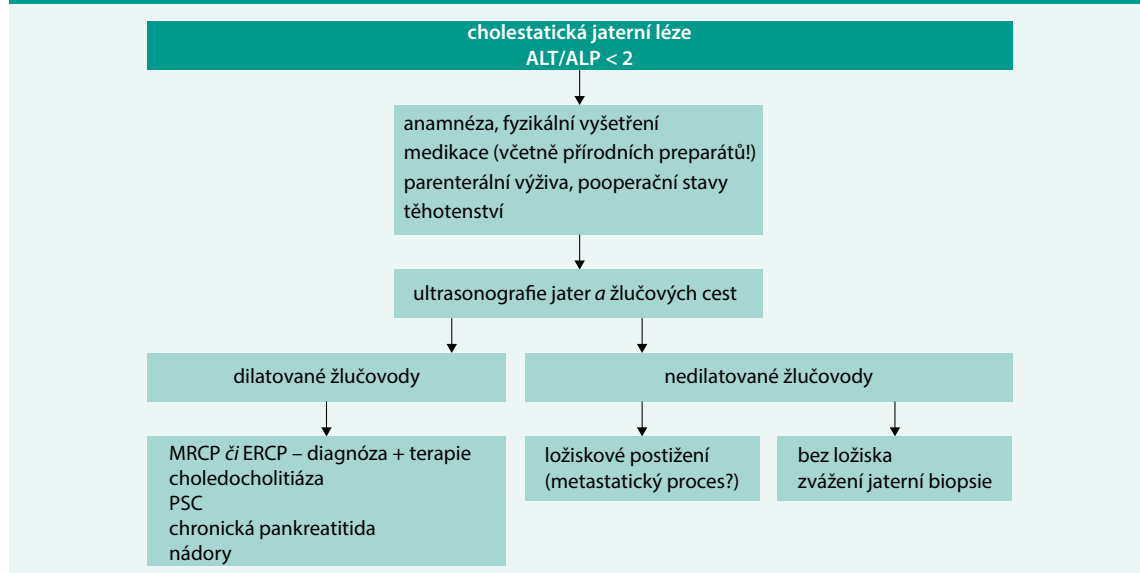 cholestatická jaterní léze
ALT/ALP < 2
anamnéza, fyzikální vyšetření
medikace (včetně přírodních preparátů!)
parenterální výživa, pooperační stavy
těhotenství
ultrasonografie jater a žlučových cest
dilatované žlučovody
nedilatované žlučovody
MRCP či ERCP – diagnóza + terapie
choledocholitiáza
PSC
chronická pankreatitida
nádory
ložiskové postižení
(metastatický proces?)
bez ložiska
zvážení jaterní biopsie